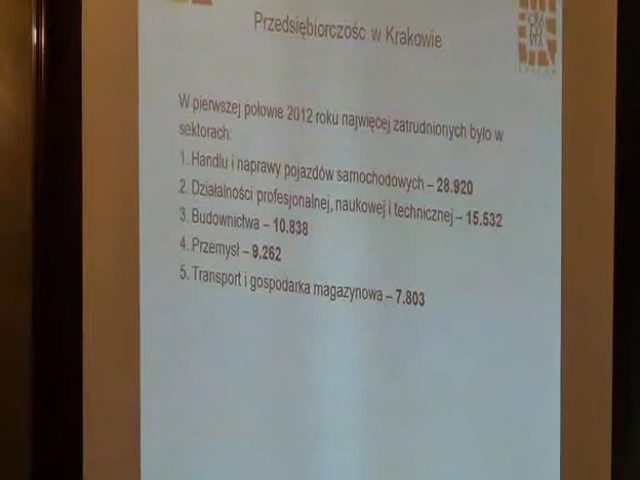 Przedsiębiorczość w Krakowie
W pierwszej połowie 2012 roku najwięcej zatrudnionych było w
sektorach:
1. Handlu i naprawy pojazdów samochodowych – 28.920
2. Działalności profesjonalnej, naukowej i technicznej – 15.532
3. Budownictwa – 10.838
4. Przemysł – 9.262
5. Transport i gospodarka magazynowa – 7.803